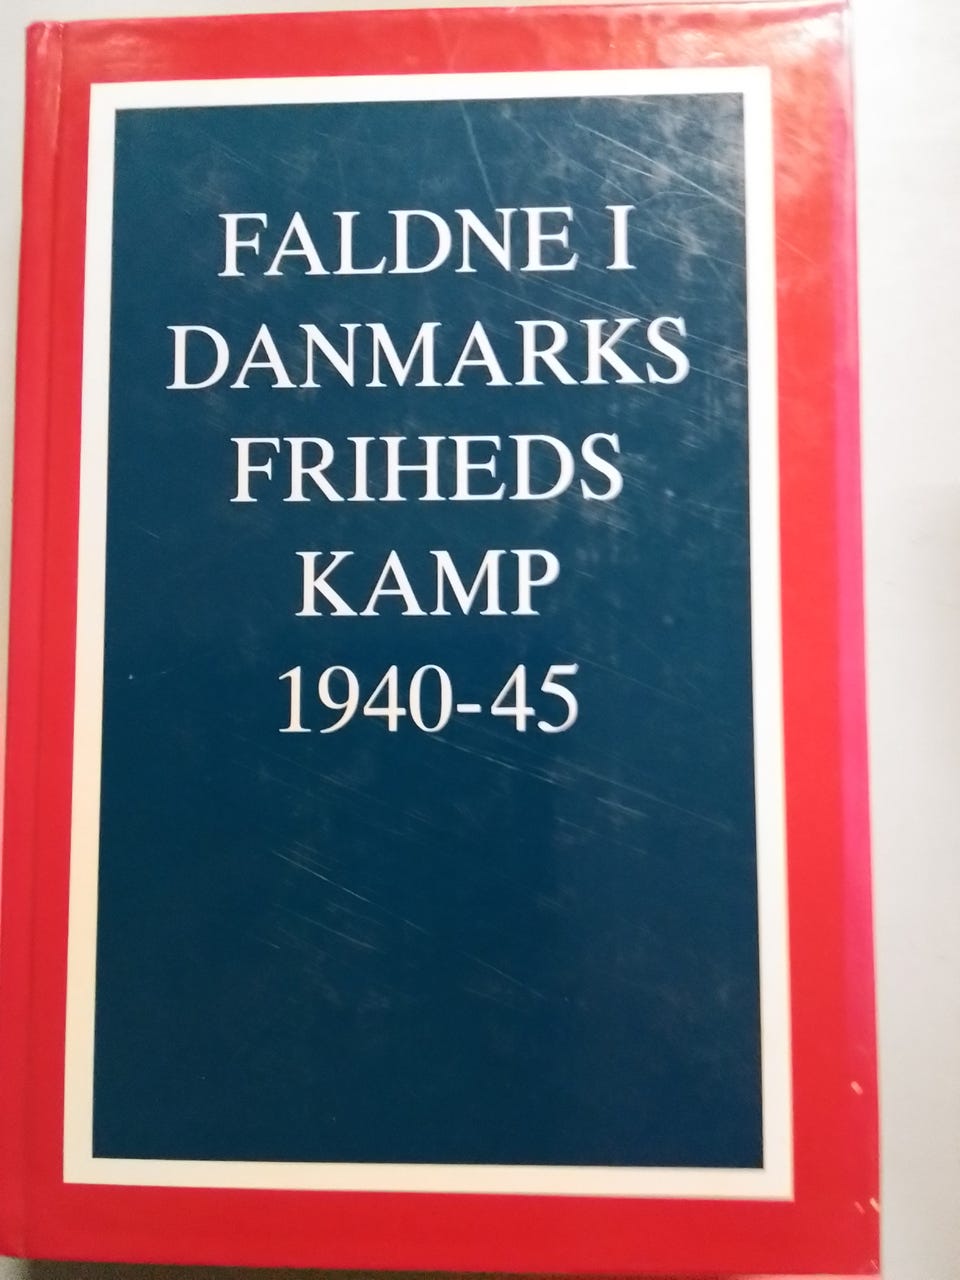 FALDNE I
DANMARKS
FRIHEDS
KAMP
1940-45